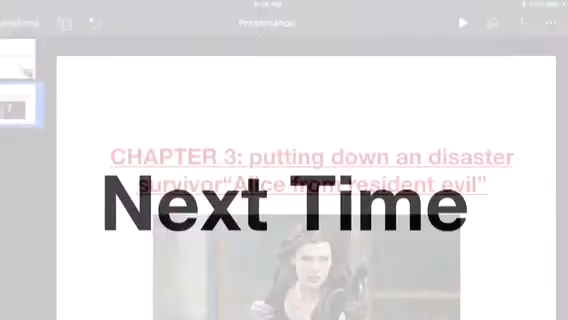 Presentation
CHAPTER 3: putting down an disaster
survivor“Alice from resident evil”
Next Time